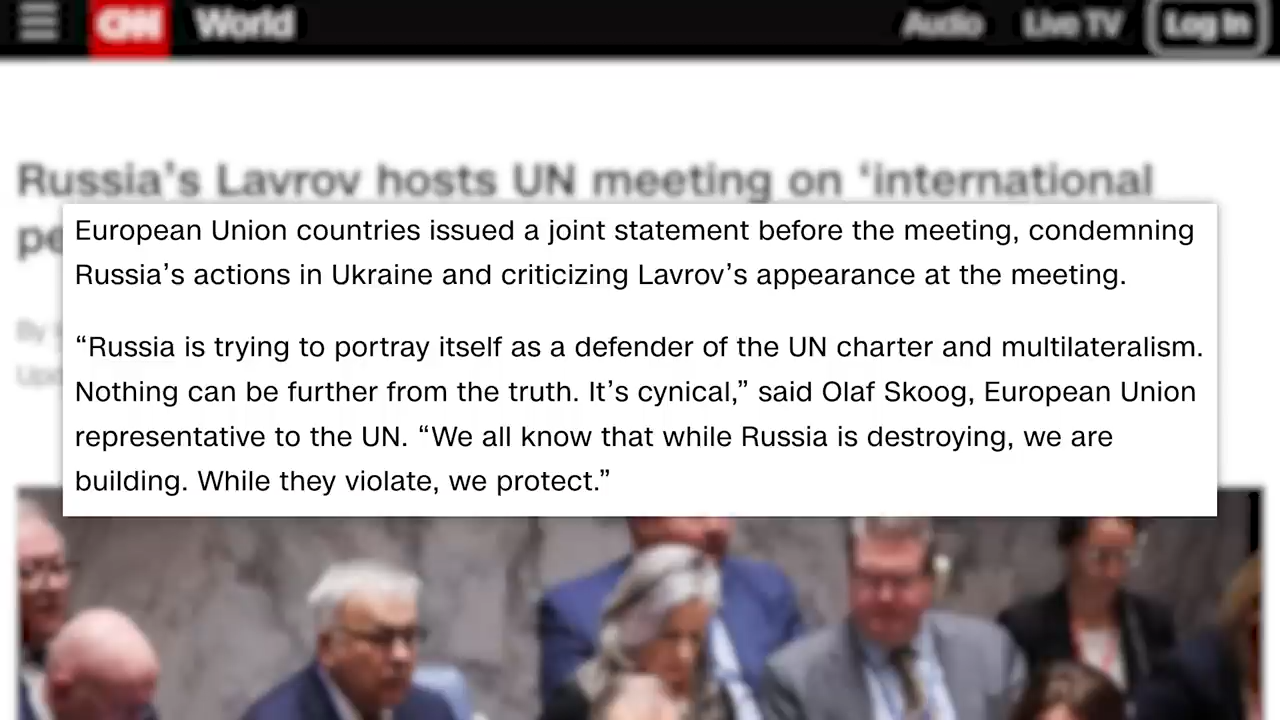 CNN World Audio Live TV Log In
Russia’s Lavrov hosts UN meeting on ‘international
pe
European Union countries issued a joint statement before the meeting, condemning
Russia’s actions in Ukraine and criticizing Lavrov’s appearance at the meeting.
“Russia is trying to portray itself as a defender of the UN charter and multilateralism.
Nothing can be further from the truth. It’s cynical,” said Olaf Skoog, European Union
representative to the UN. “We all know that while Russia is destroying, we are
building. While they violate, we protect.”
By
Upd